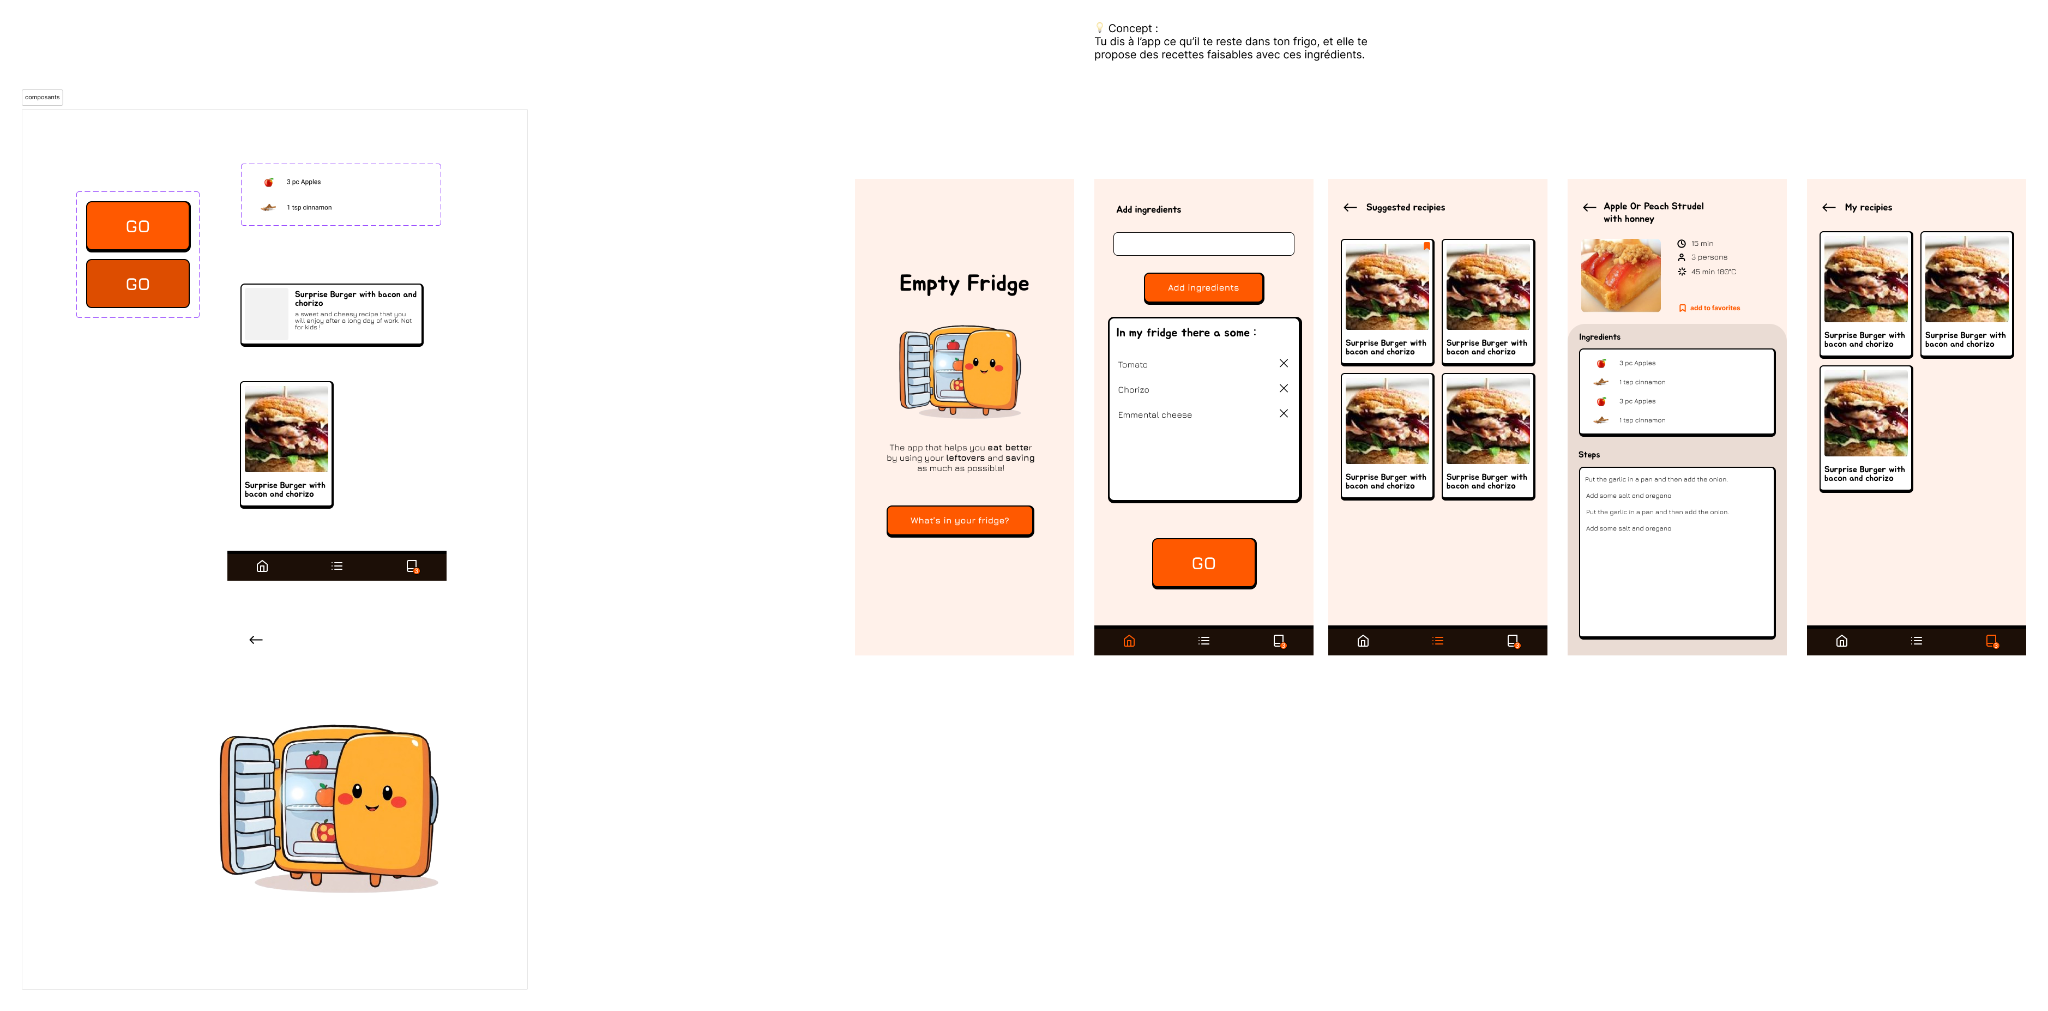 💡 Concept :
Tu dis à l'app ce qu'il te reste dans ton frigo, et elle te
propose des recettes faisables avec ces ingrédients.
composants
GO
GO
3 pc Apples
1 tsp cinnamon
Surprise Burger with bacon and
chorizo
a sweet and cheesy recipe that you
will enjoy after a long day of work. Not
for kids !
Surprise Burger with
bacon and chorizo
Empty Fridge
The app that helps you eat better
by using your leftovers and saving
as much as possible!
What's in your fridge?
Add ingredients
Add ingredients
In my fridge there a some :
Tomato
Chorizo
Emmental cheese
GO
Suggested recipies
Surprise Burger with
bacon and chorizo
Surprise Burger with
bacon and chorizo
Surprise Burger with
bacon and chorizo
Surprise Burger with
bacon and chorizo
Apple Or Peach Strudel
with honney
15 min
3 persons
45 min 180°C
add to favorites
Ingredients
3 pc Apples
1 tsp cinnamon
3 pc Apples
1 tsp cinnamon
Steps
Put the garlic in a pan and then add the onion.
Add some salt and oregano
Put the garlic in a pan and then add the onion.
Add some salt and oregano
My recipies
Surprise Burger with
bacon and chorizo
Surprise Burger with
bacon and chorizo
Surprise Burger with
bacon and chorizo